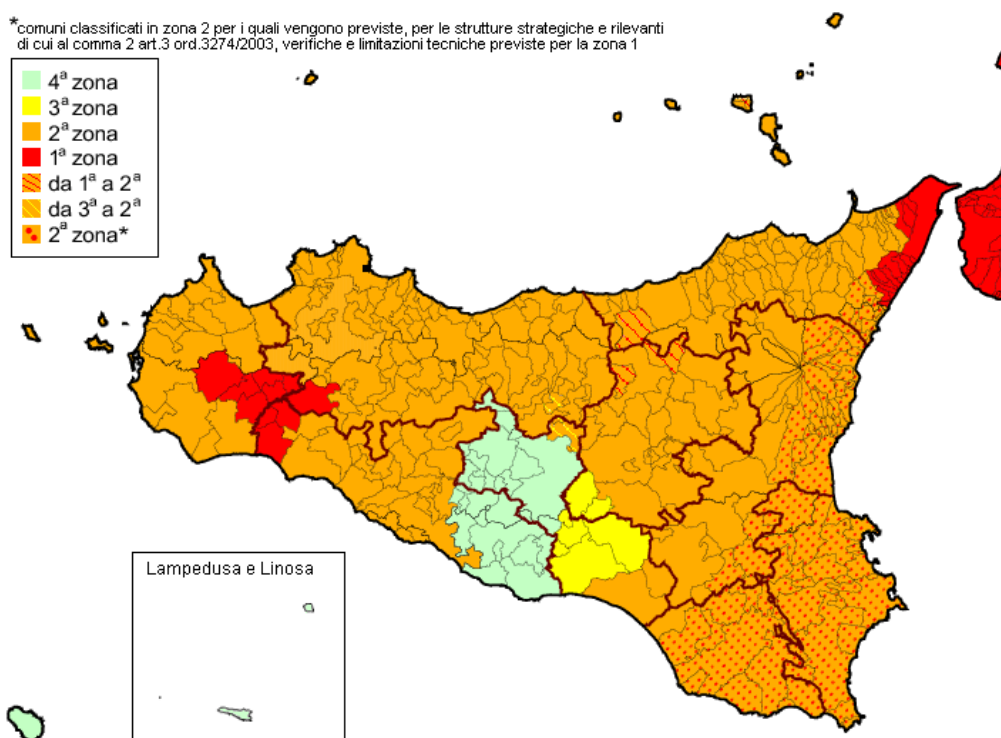 *comuni classificati in zona 2 per i quali vengono previste, per le strutture strategiche e rilevanti
di cui al comma 2 art.3 ord.3274/2003, verifiche e limitazioni tecniche previste per la zona 1
4ª zona
3ª zona
2ª zona
1ª zona
da 1ª a 2ª
da 3ª a 2ª
2ª zona*
Lampedusa e Linosa